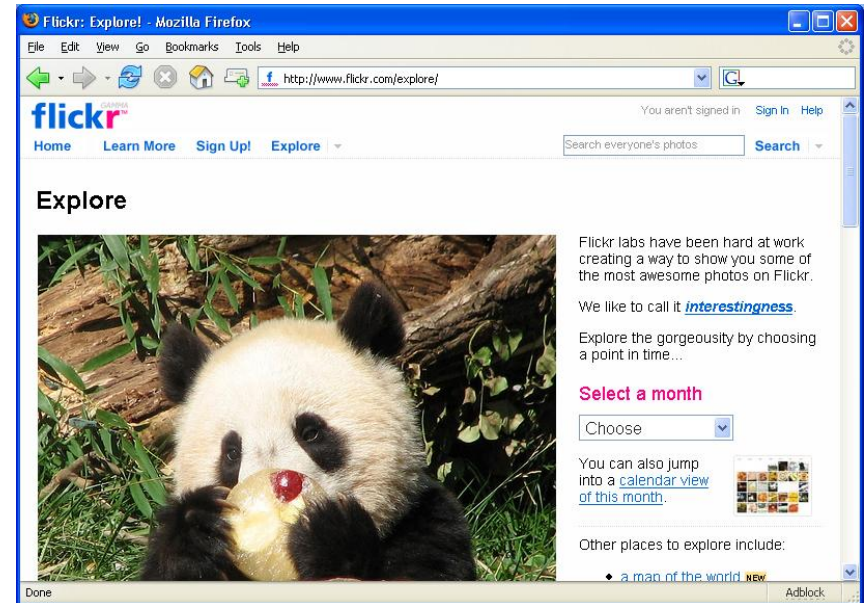 Flickr: Explore! - Mozilla Firefox
File Edit View Go Bookmarks Tools Help
http://www.flickr.com/explore/
G
flickr GAMMA ™
You aren't signed in Sign In Help
Home Learn More Sign Up! Explore
Search everyone's photos Search
Explore
Flickr labs have been hard at work
creating a way to show you some of
the most awesome photos on Flickr.
We like to call it interestingness.
Explore the gorgeousity by choosing
a point in time...
Select a month
Choose
You can also jump
into a calendar view
of this month.
Other places to explore include:
• a map of the world NEW
Done Adblock